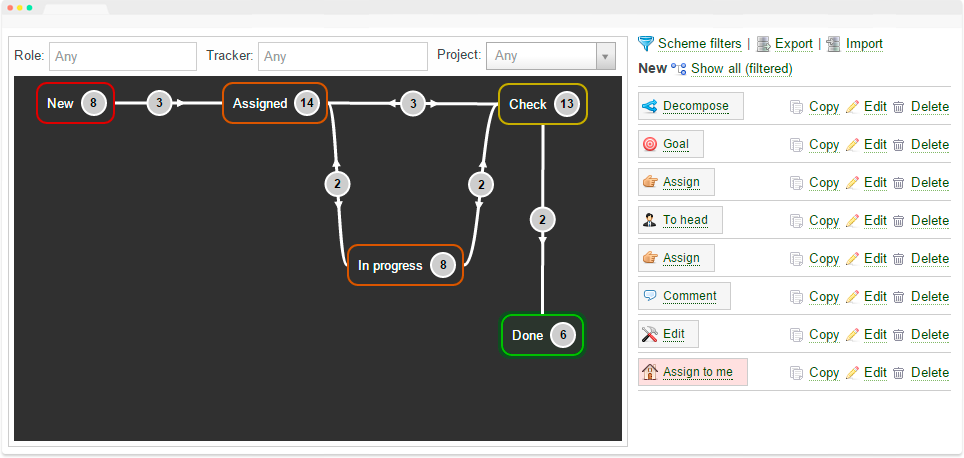 Role: Any Tracker: Any Project: Any
New 8 3 Assigned 14 3 Check 13
2 2
2
In progress 8
Done 6
Scheme filters | Export | Import
New Show all (filtered)
Decompose Copy Edit Delete
Goal Copy Edit Delete
Assign Copy Edit Delete
To head Copy Edit Delete
Assign Copy Edit Delete
Comment Copy Edit Delete
Edit Copy Edit Delete
Assign to me Copy Edit Delete